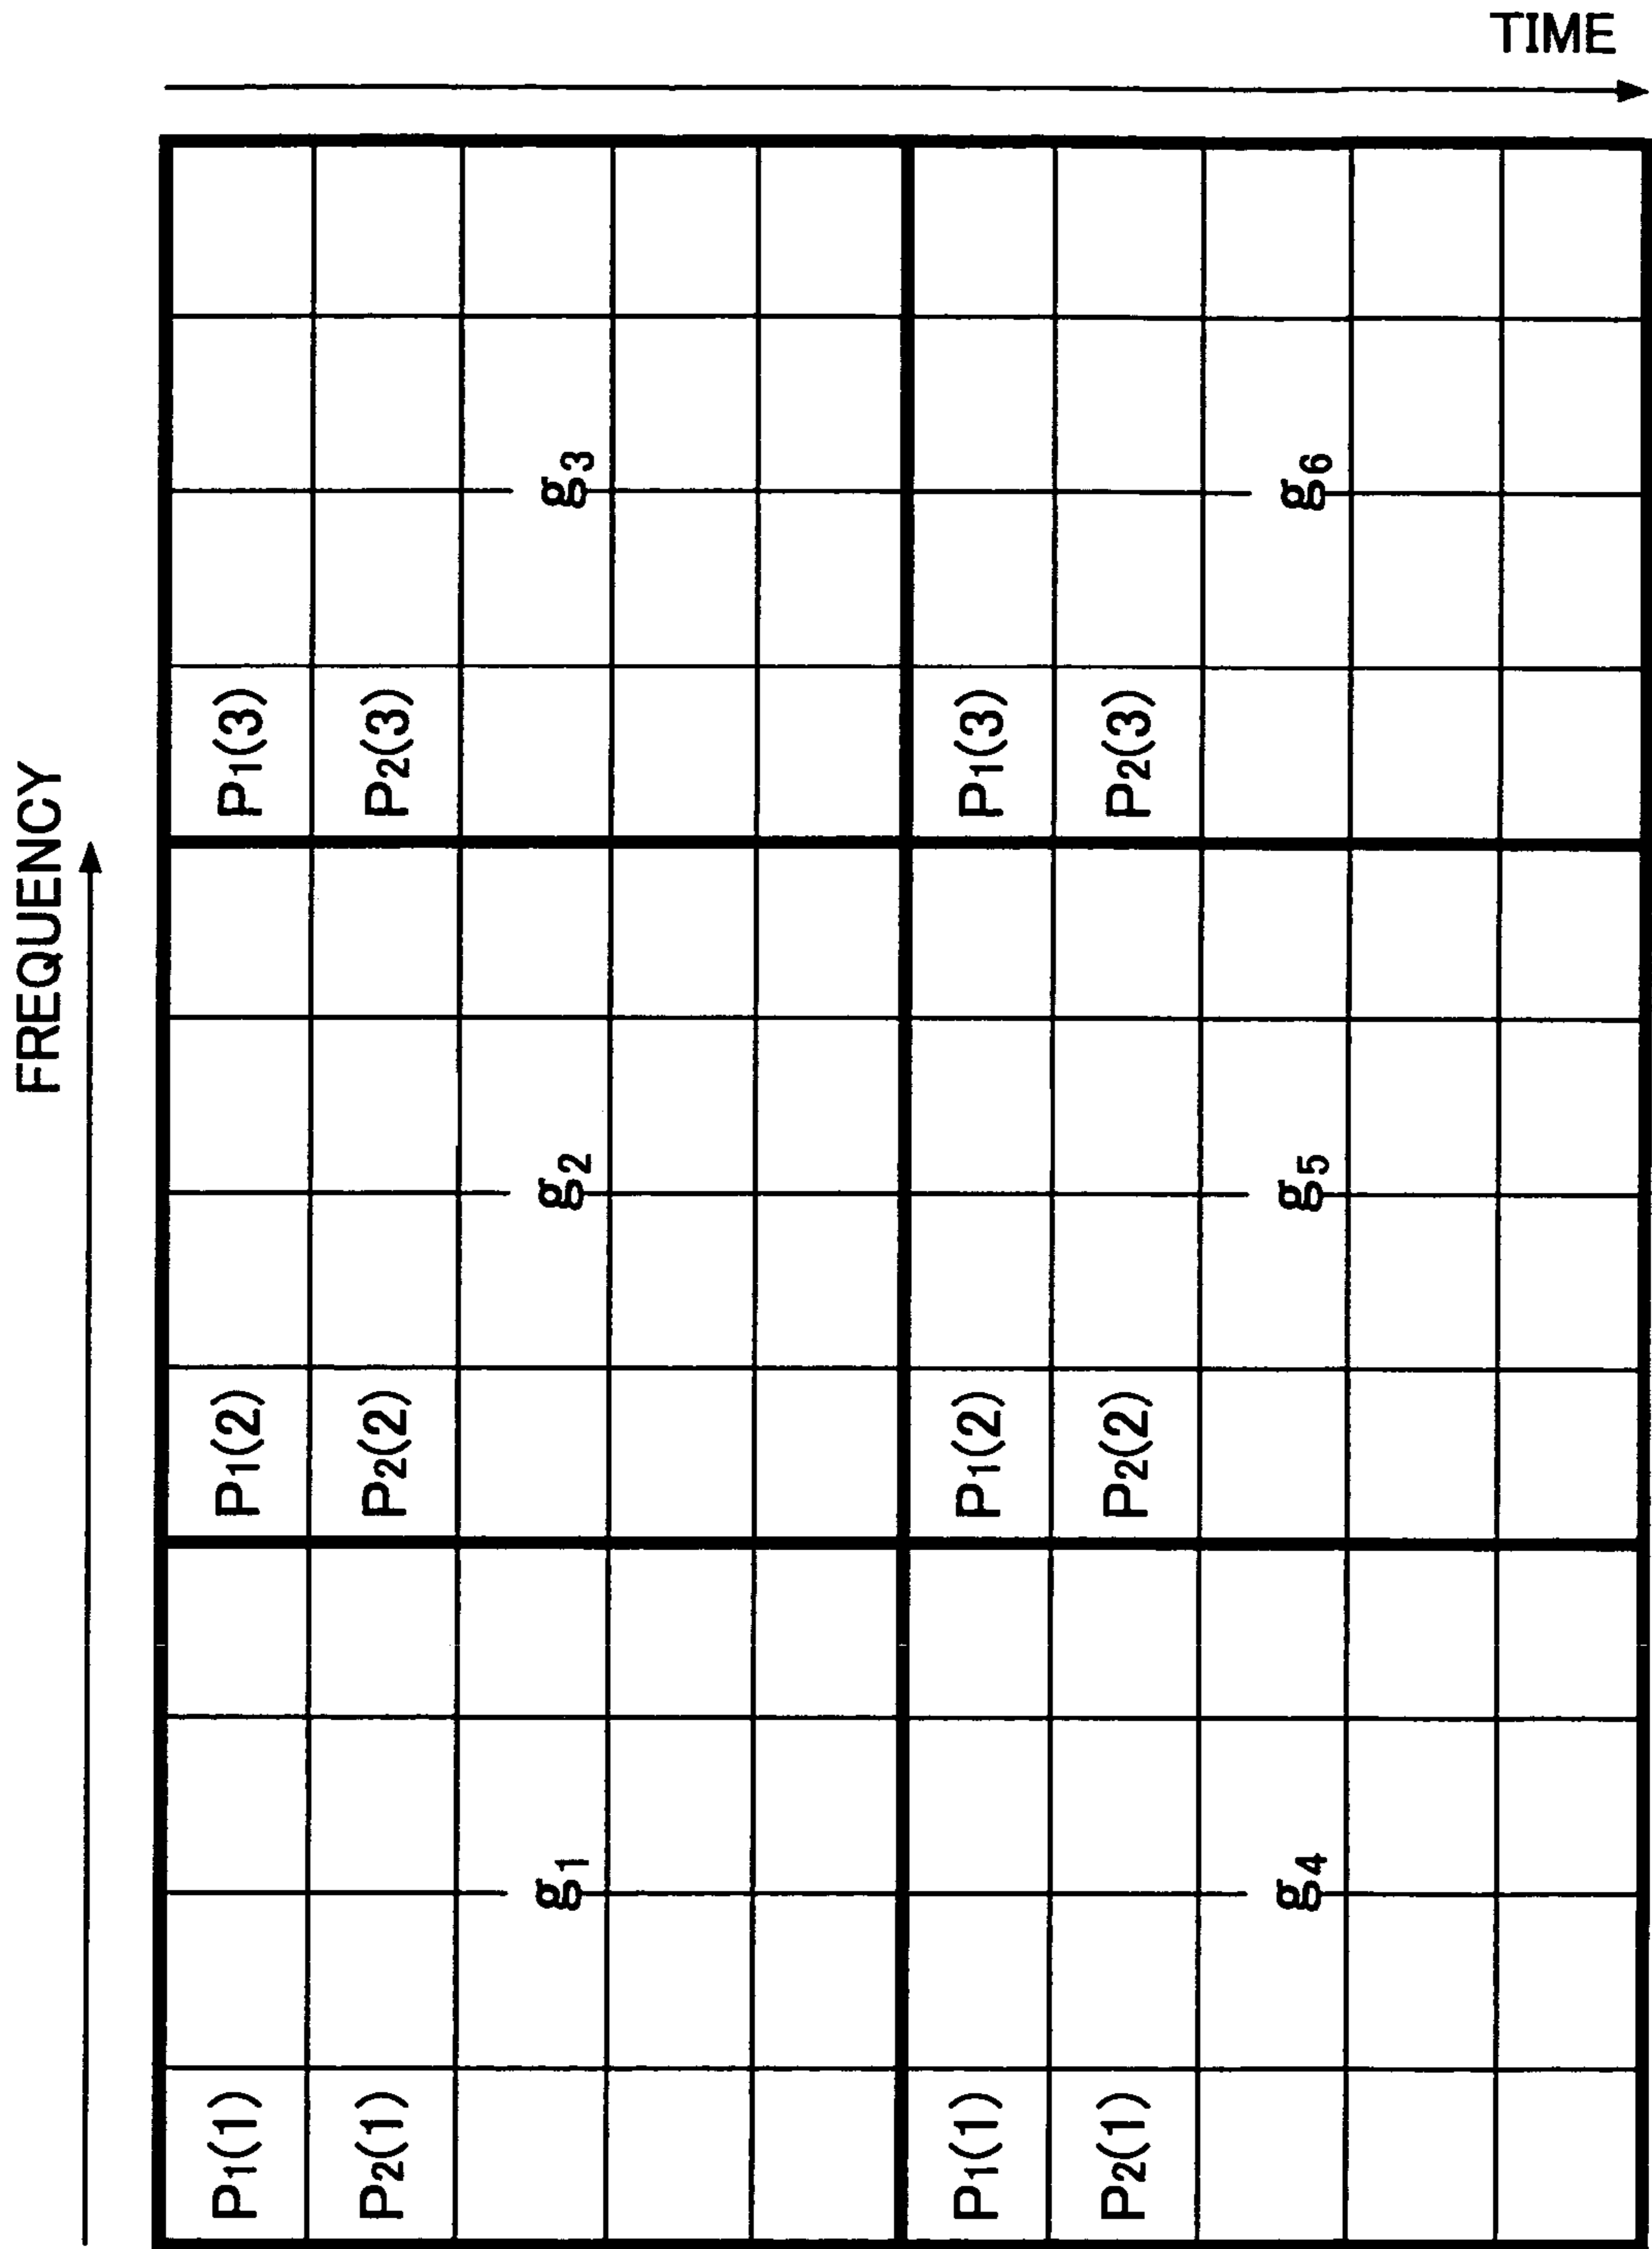 TIME
FREQUENCY
P1(1) P1(2) P1(3)
P2(1) P2(2) P2(3)
g1 g2 g3
P1(1) P1(2) P1(3)
P2(1) P2(2) P2(3)
g4 g5 g6